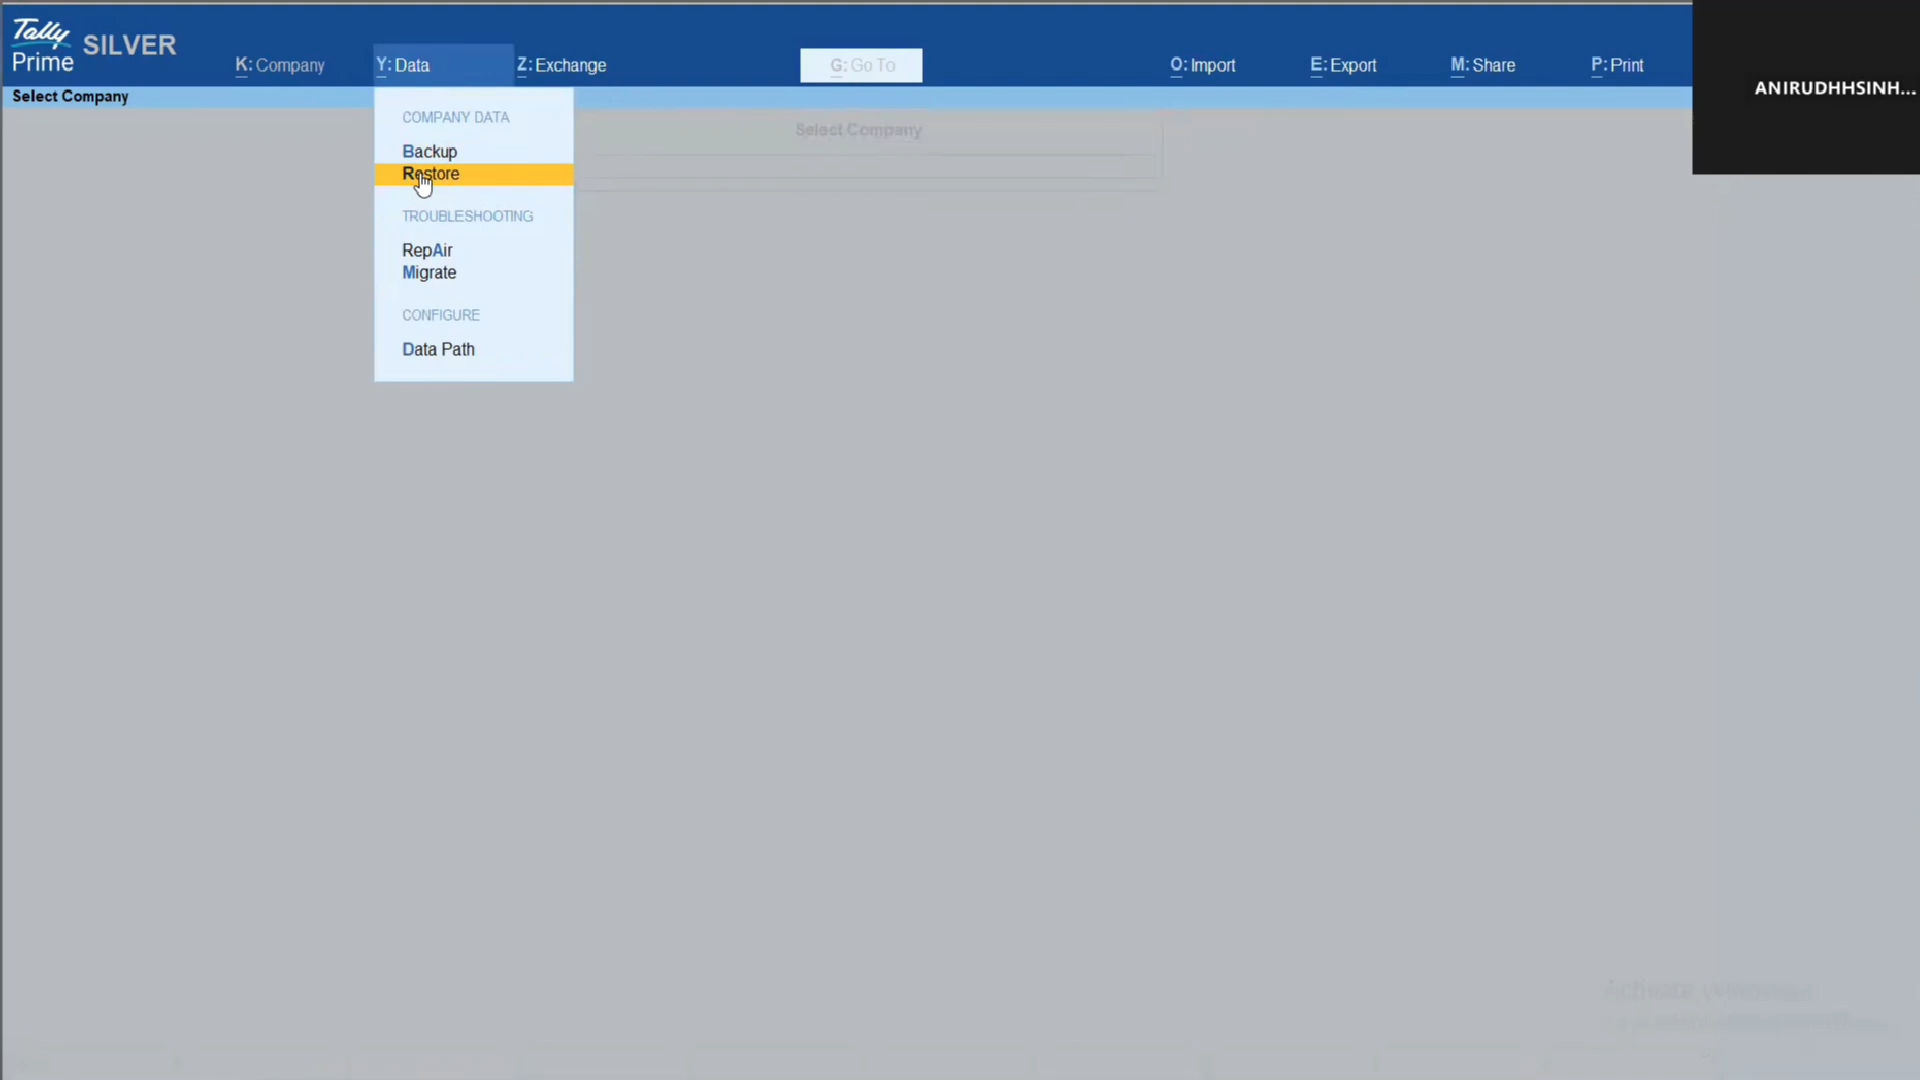 Tally
Prime
SILVER
K: Company
Y: Data
Z: Exchange
G: Go To
O: Import
E: Export
M: Share
P: Print
ANIRUDHHSINH...
Select Company
COMPANY DATA
Backup
Restore
TROUBLESHOOTING
RepAir
Migrate
CONFIGURE
Data Path
Select Company
Activate